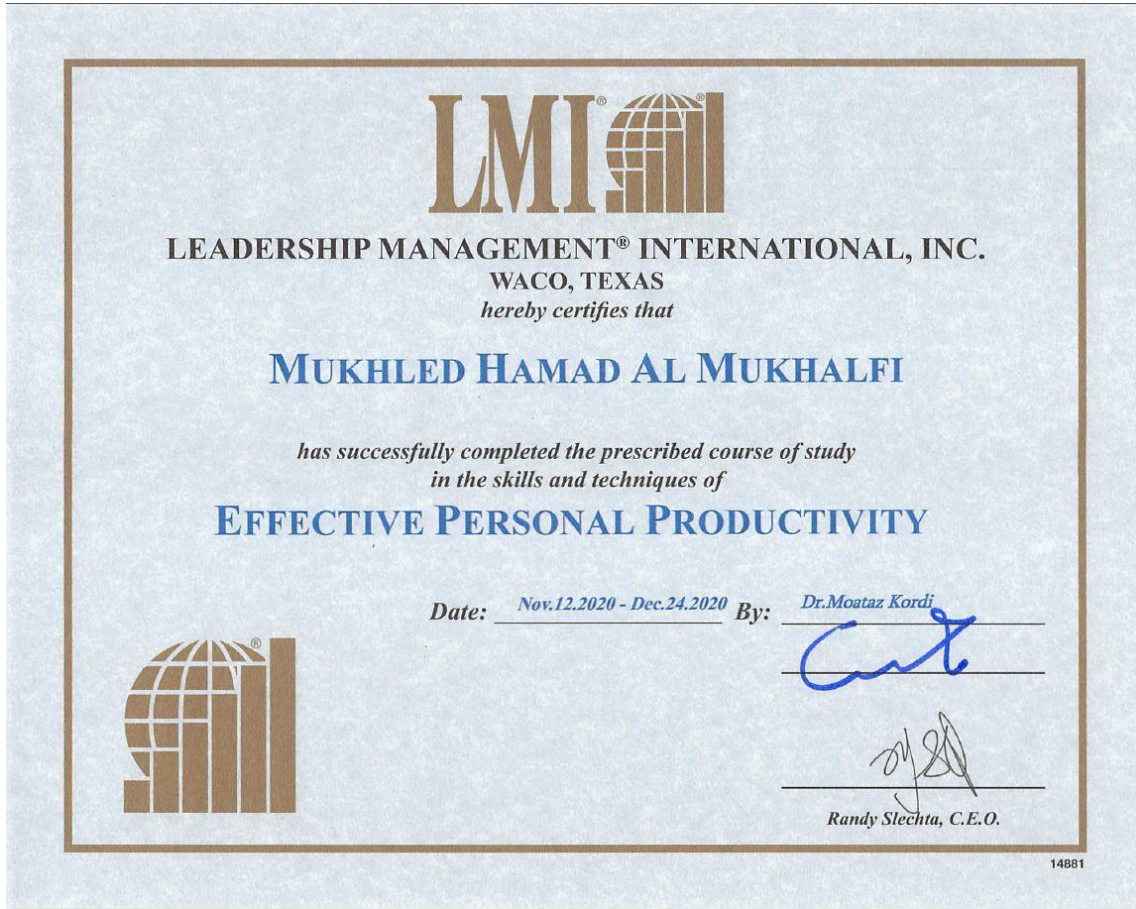 LMI®
LEADERSHIP MANAGEMENT® INTERNATIONAL, INC.
WACO, TEXAS
hereby certifies that
MUKHLED HAMAD AL MUKHALFI
has successfully completed the prescribed course of study
in the skills and techniques of
EFFECTIVE PERSONAL PRODUCTIVITY
Date: Nov.12.2020 - Dec.24.2020 By: Dr.Moataz Kordi
Randy Slechta, C.E.O.
14881